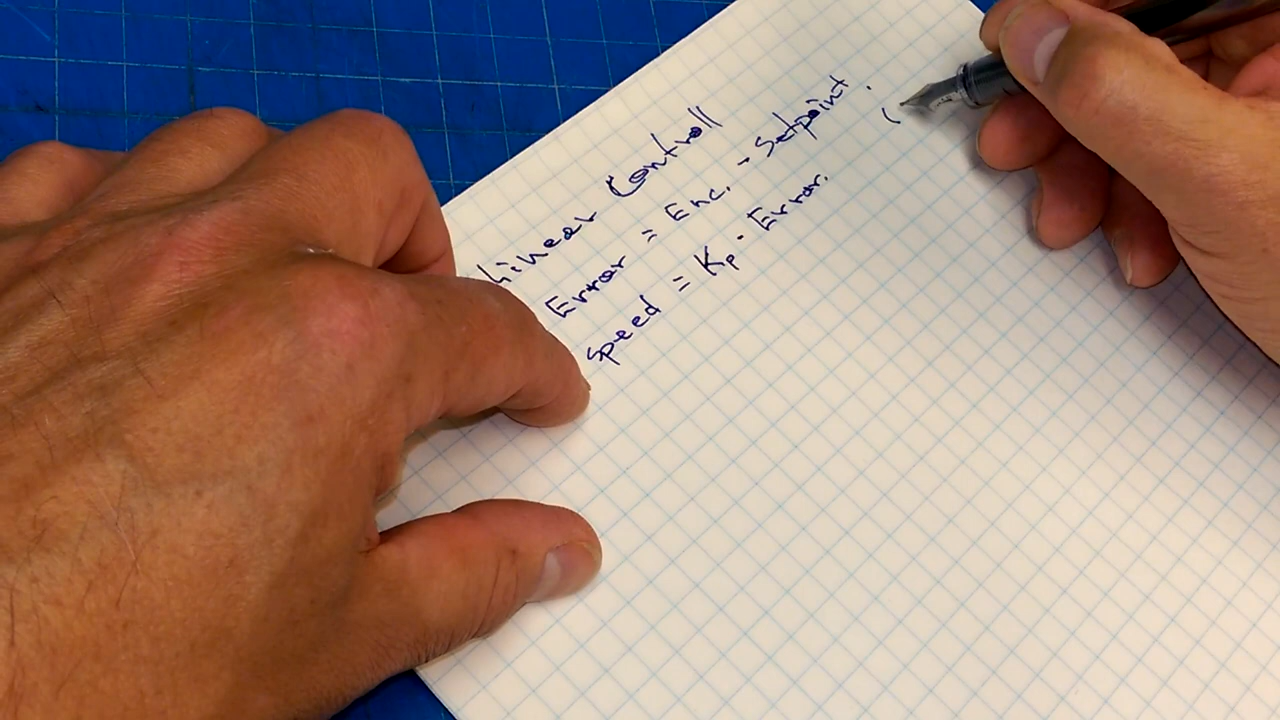 Linear Controll
Error = Enc. - Setpoint. (
Speed = Kp · Error.